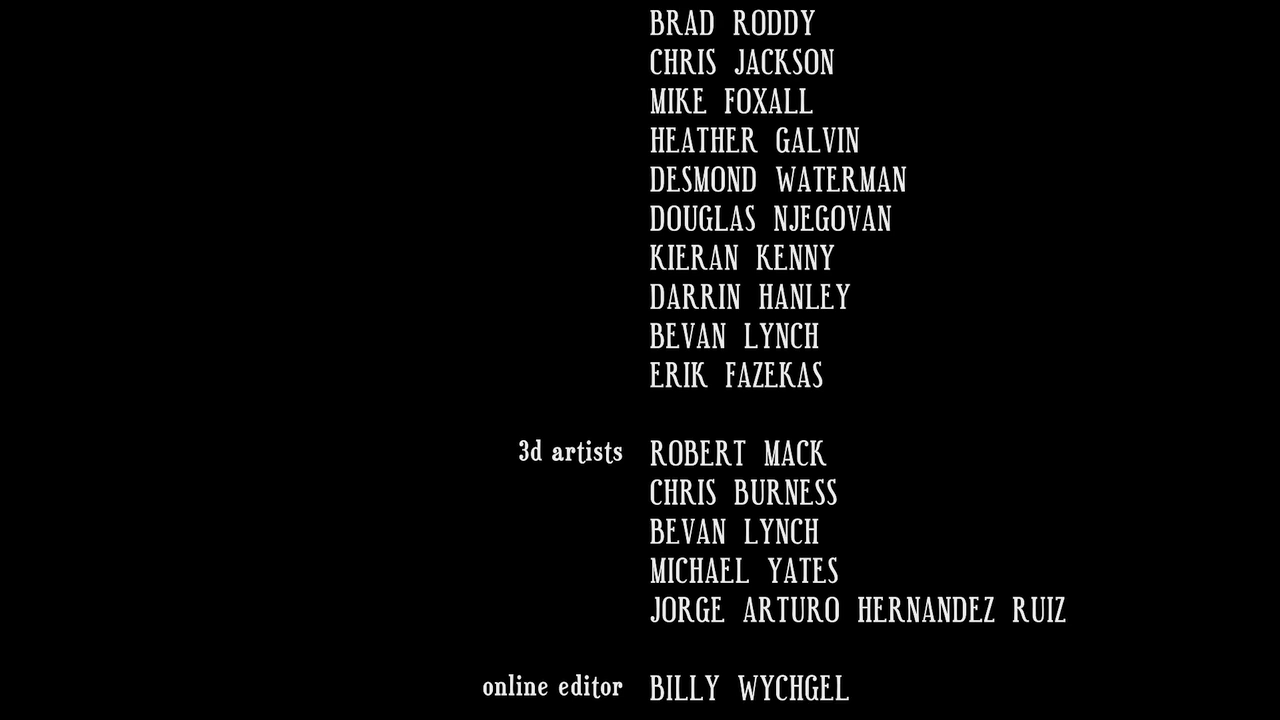 BRAD RODDY
CHRIS JACKSON
MIKE FOXALL
HEATHER GALVIN
DESMOND WATERMAN
DOUGLAS NJEGOVAN
KIERAN KENNY
DARRIN HANLEY
BEVAN LYNCH
ERIK FAZEKAS
3d artists ROBERT MACK
CHRIS BURNESS
BEVAN LYNCH
MICHAEL YATES
JORGE ARTURO HERNANDEZ RUIZ
online editor BILLY WYCHGEL